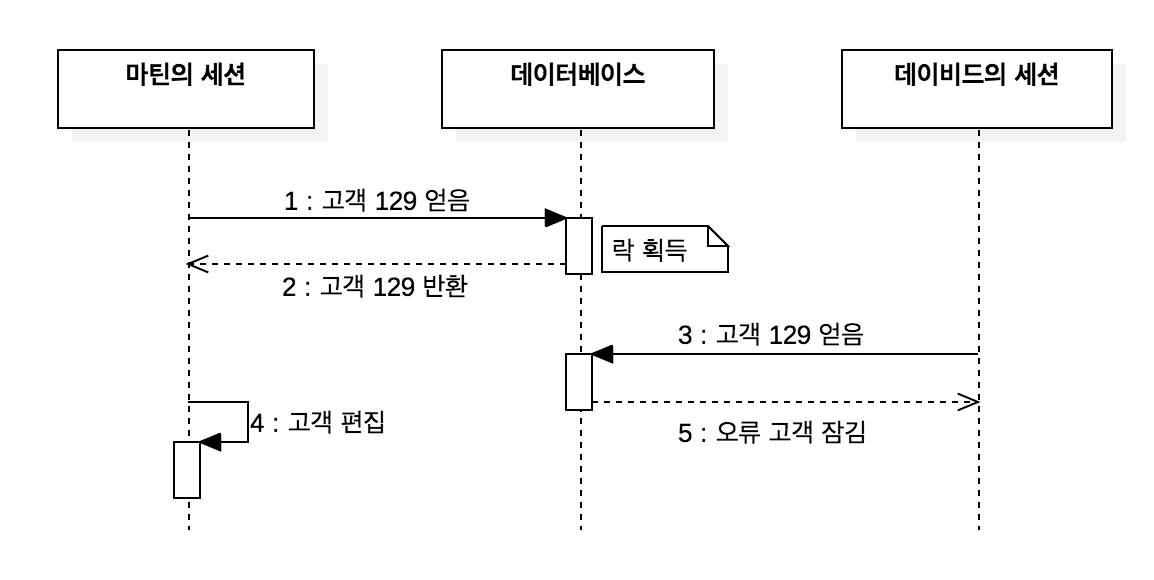 마틴의 세션
데이터베이스
데이비드의 세션
1 : 고객 129 얻음
락 획득
2 : 고객 129 반환
3 : 고객 129 얻음
4 : 고객 편집
5 : 오류 고객 잠김